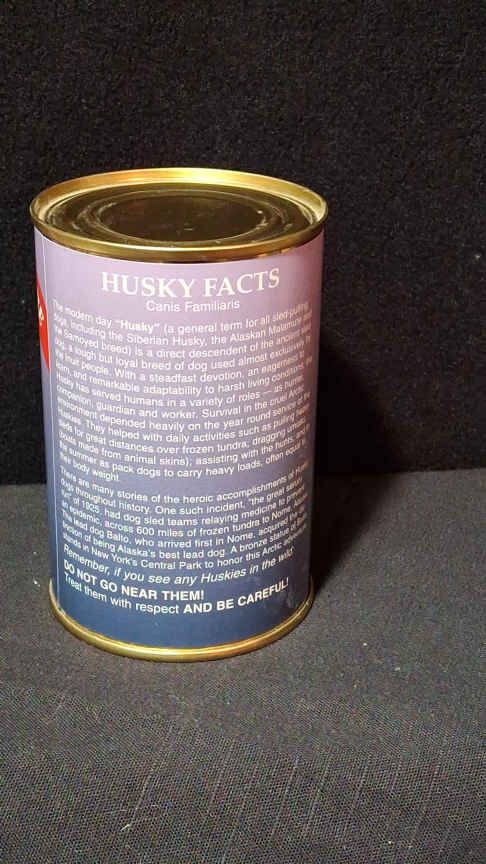 HUSKY FACTS
Canis Familiaris
The modern day "Husky" (a general term for all sled-pulling
dogs, including the Siberian Husky, the Alaskan Malamute and
the Samoyed breed) is a direct descendent of the ancient sled
dog- a tough but loyal breed of dog used almost exclusively by
the Inuit people. With a steadfast devotion, an eagerness to
learn and remarkable adaptability to harsh living conditions, the
Husky has served humans in a variety of roles — as hunter,
companion, guardian and worker. Survival in the cruel Arctic
environment depended heavily on the year round service of the
Huskies. They helped with daily activities such as pulling heavy
sleds for great distances over frozen tundra; dragging umiaks
(boats made from animal skins); assisting with the hunts; and in
the summer as pack dogs to carry heavy loads, often equal to
their body weight.
There are many stories of the heroic accomplishments of Husky
dogs throughout history. One such incident, "the great serum
run" of 1925, had dog sled teams relaying medicine to prevent
an epidemic, across 600 miles of frozen tundra to Nome, Alaska.
The lead dog Balto, who arrived first in Nome, acquired the
distinction of being Alaska's best lead dog. A bronze statue of Balto
stands in New York's Central Park to honor this Arctic adventure.
Remember, if you see any Huskies in the wild
DO NOT GO NEAR THEM!
Treat them with respect AND BE CAREFUL!